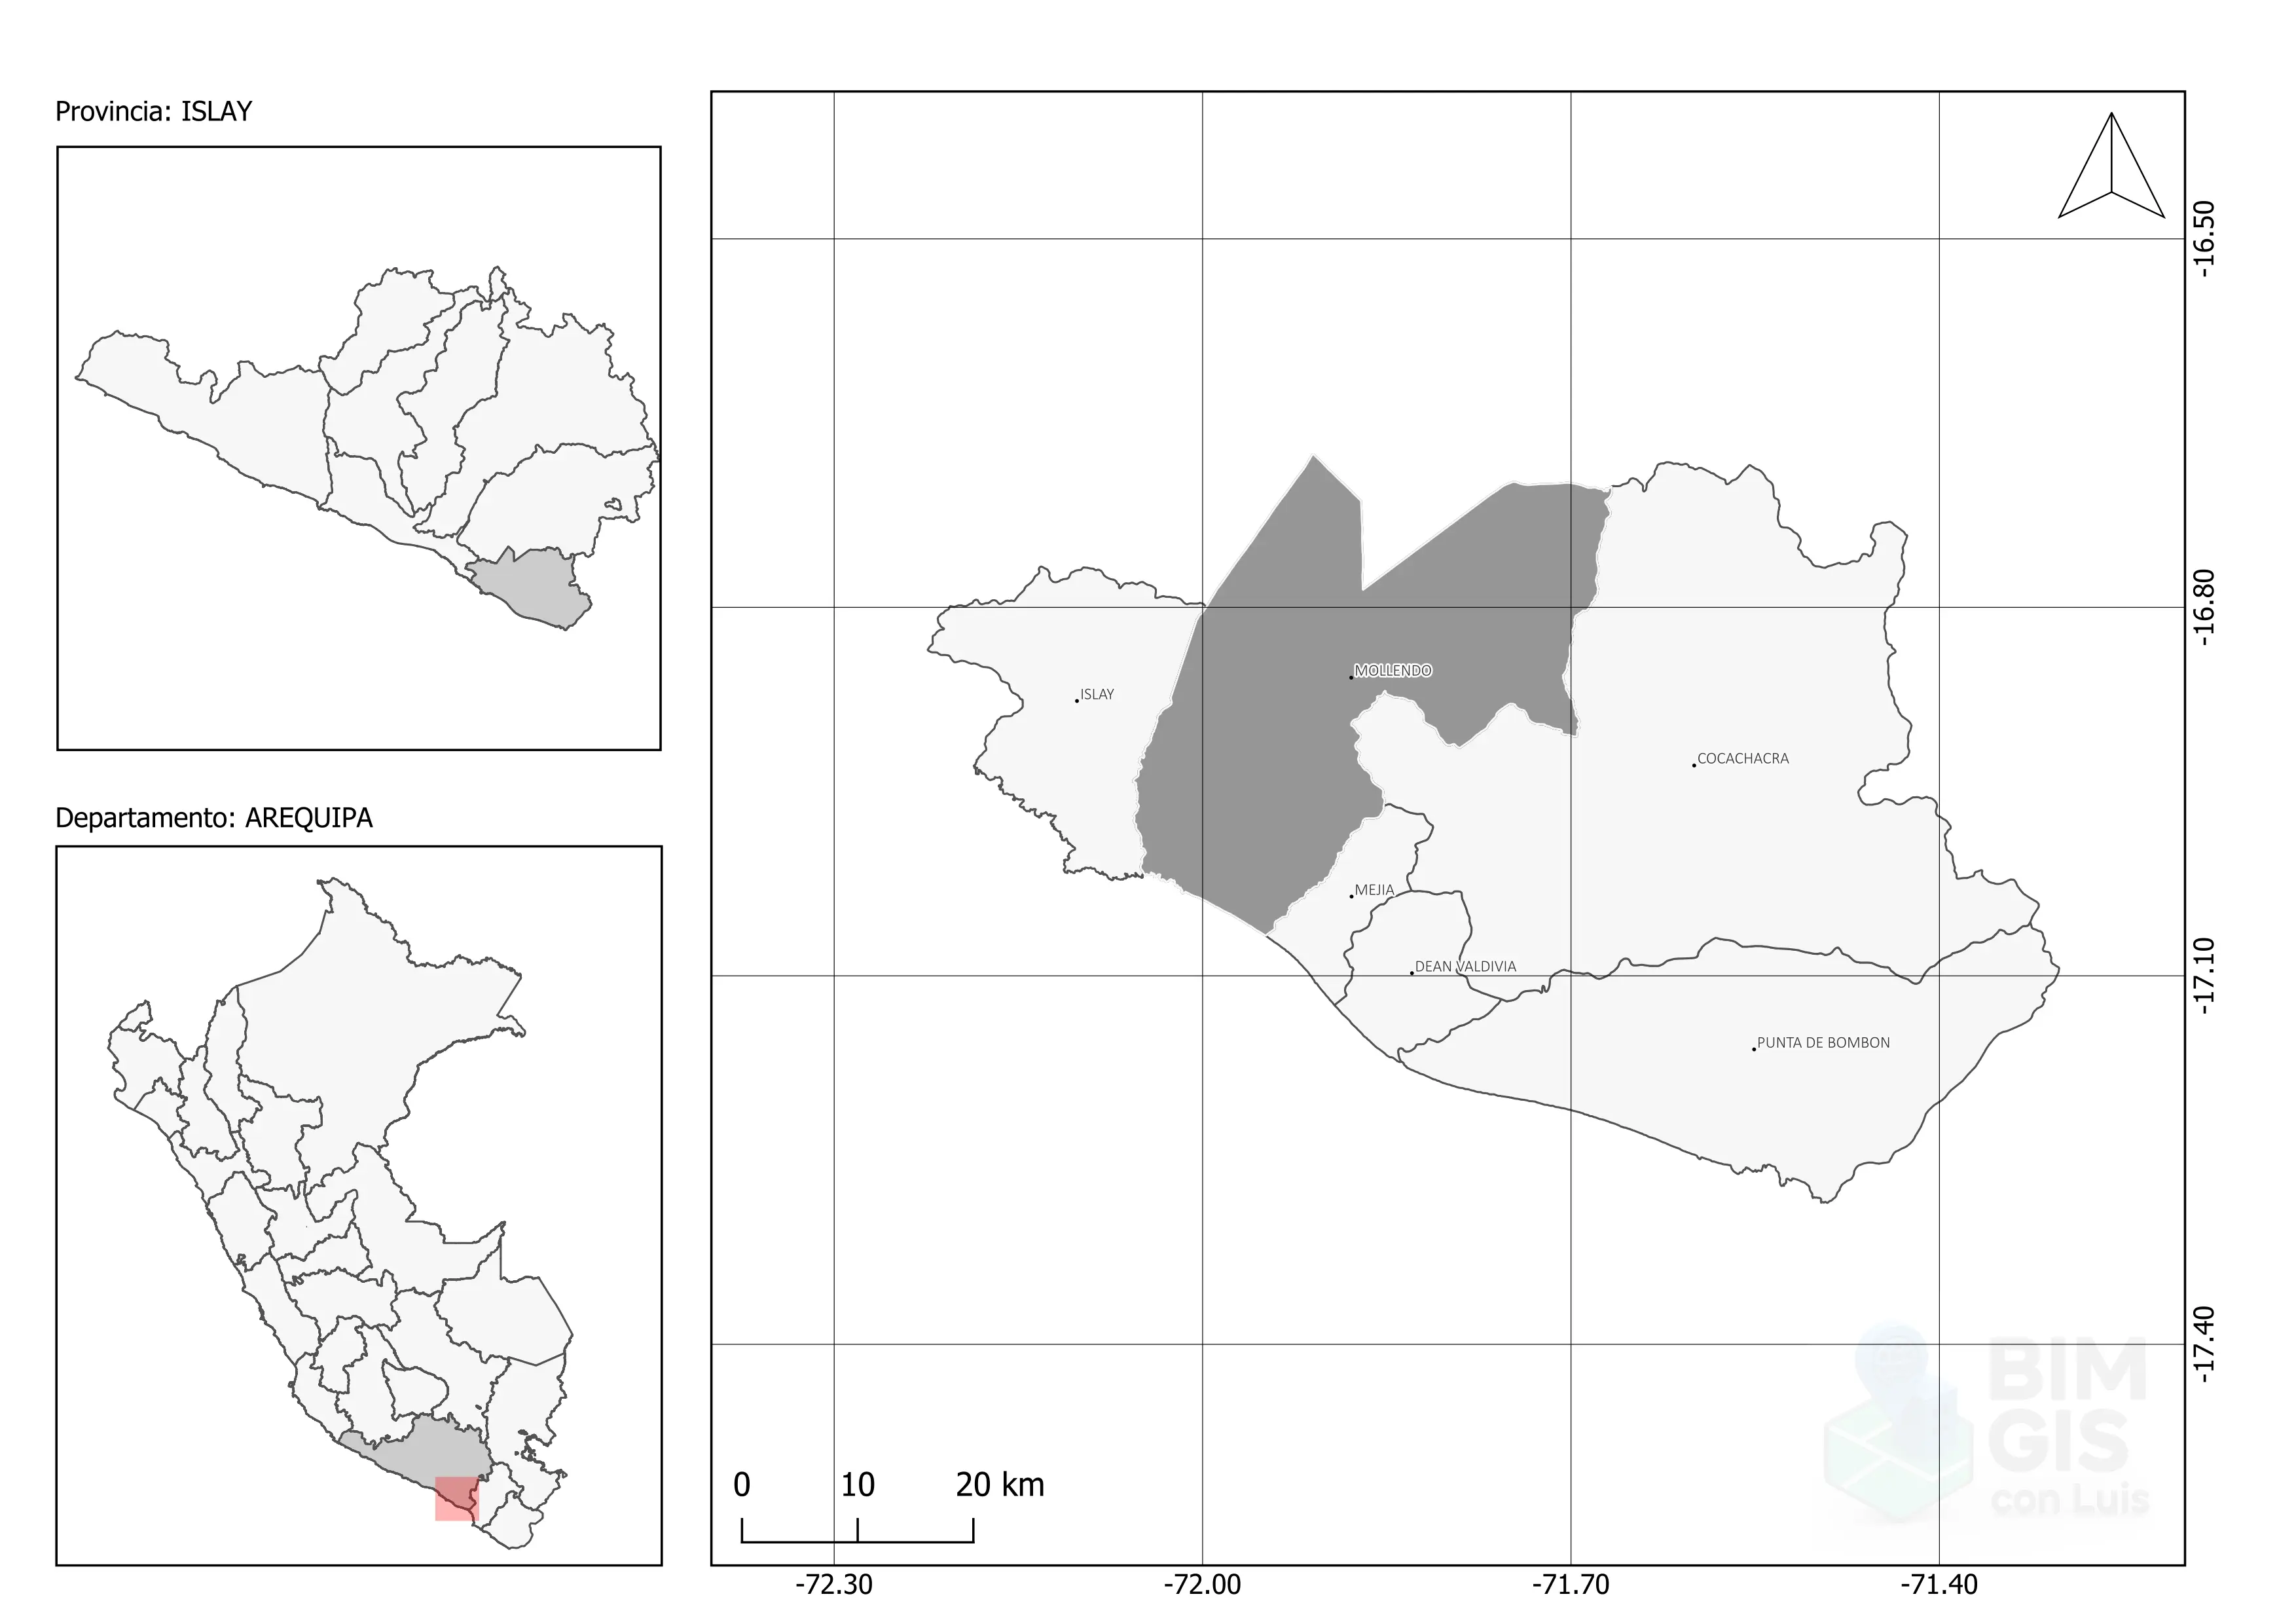 Provincia: ISLAY
Departamento: AREQUIPA
MOLLENDO
ISLAY
COCACHACRA
MEJIA
DEAN VALDIVIA
PUNTA DE BOMBON
-16.50
-16.80
-17.10
-17.40
0 10 20 km
-72.30 -72.00 -71.70 -71.40
BIM
GIS
con Luis